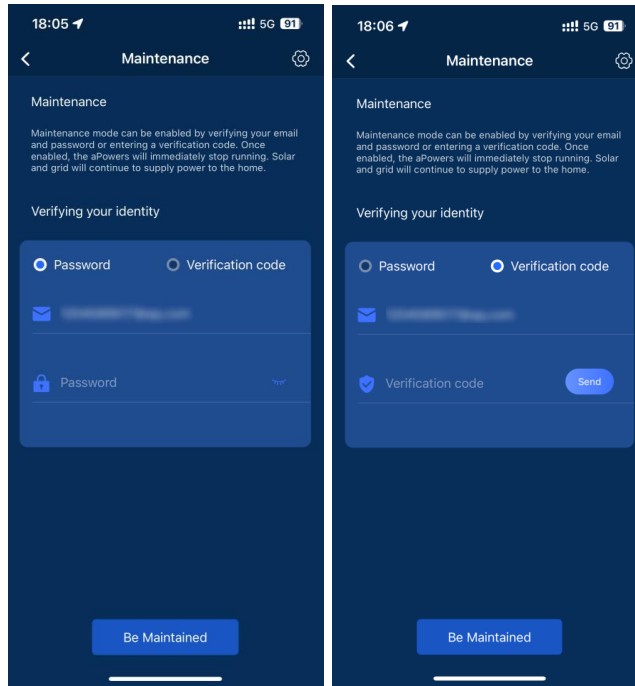 18:05
5G 91
Maintenance
Maintenance
Maintenance mode can be enabled by verifying your email
and password or entering a verification code. Once
enabled, the aPowers will immediately stop running. Solar
and grid will continue to supply power to the home.
Verifying your identity
Password
Verification code
Password
Be Maintained
18:06
5G 91
Maintenance
Maintenance
Maintenance mode can be enabled by verifying your email
and password or entering a verification code. Once
enabled, the aPowers will immediately stop running. Solar
and grid will continue to supply power to the home.
Verifying your identity
Password
Verification code
Verification code
Send
Be Maintained